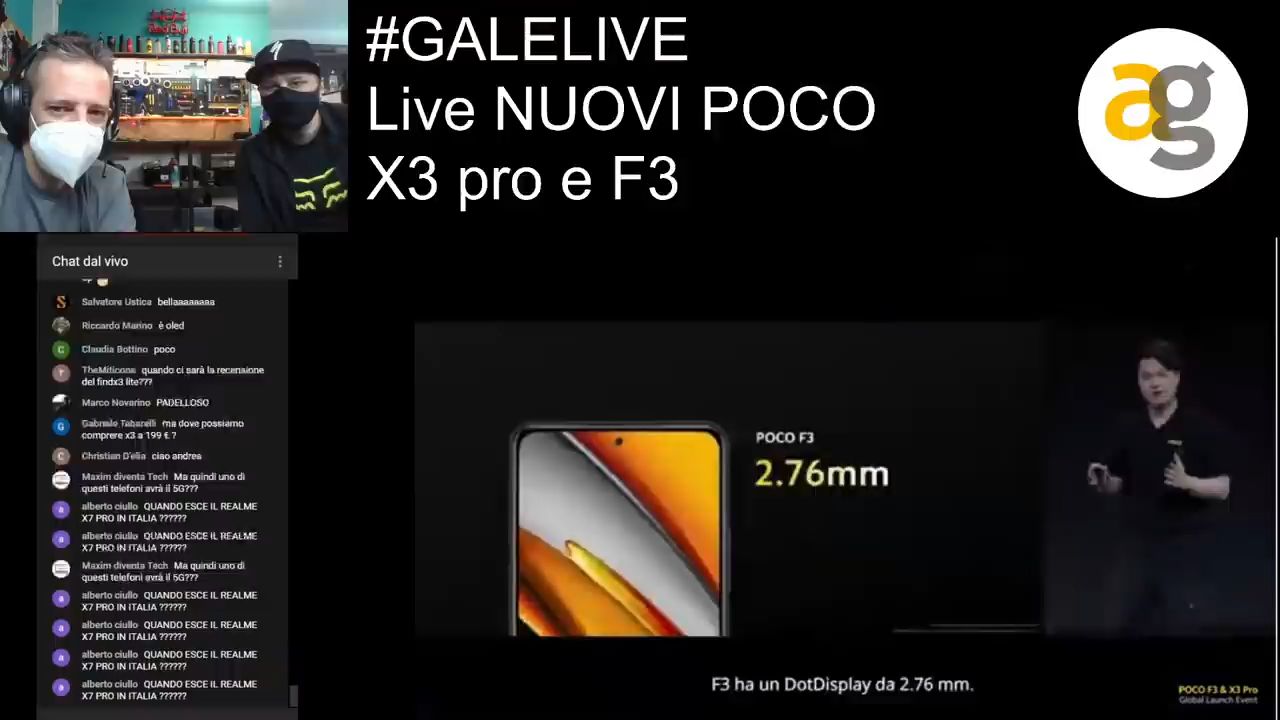 #GALELIVE
Live NUOVI POCO
X3 pro e F3
ag
Chat dal vivo
Salvatore Ustica bellaaaaaaaa
Riccardo Marino è oled
Claudia Bottino poco
TheMiticone quando ci sarà la recensione
del findx3 lite???
Marco Novarino PADELLOSO
Gabriele Tabarelli ma dove possiamo
comprere x3 a 199 € ?
Christian D'elia ciao andrea
Maxim diventa Tech Ma quindi uno di
questi telefoni avrà il 5G???
alberto ciullo QUANDO ESCE IL REALME
X7 PRO IN ITALIA ??????
alberto ciullo QUANDO ESCE IL REALME
X7 PRO IN ITALIA ??????
Maxim diventa Tech Ma quindi uno di
questi telefoni avrà il 5G???
alberto ciullo QUANDO ESCE IL REALME
X7 PRO IN ITALIA ??????
alberto ciullo QUANDO ESCE IL REALME
X7 PRO IN ITALIA ??????
alberto ciullo QUANDO ESCE IL REALME
X7 PRO IN ITALIA ??????
alberto ciullo QUANDO ESCE IL REALME
X7 PRO IN ITALIA ??????
POCO F3
2.76mm
F3 ha un DotDisplay da 2.76 mm.
POCO F3 & X3 Pro
Global Launch Event